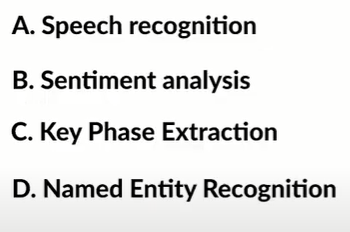 A. Speech recognition
B. Sentiment analysis
C. Key Phase Extraction
D. Named Entity Recognition